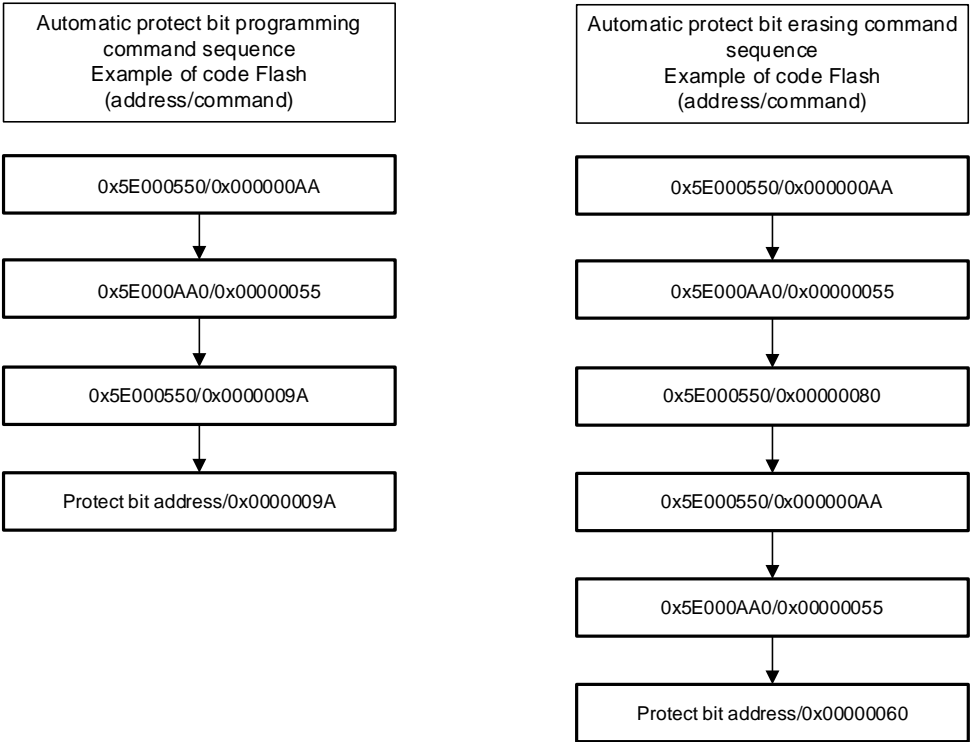 Automatic protect bit programming
command sequence
Example of code Flash
(address/command)
0x5E000550/0x000000AA
0x5E000AA0/0x00000055
0x5E000550/0x0000009A
Protect bit address/0x0000009A
Automatic protect bit erasing command
sequence
Example of code Flash
(address/command)
0x5E000550/0x000000AA
0x5E000AA0/0x00000055
0x5E000550/0x00000080
0x5E000550/0x000000AA
0x5E000AA0/0x00000055
Protect bit address/0x00000060